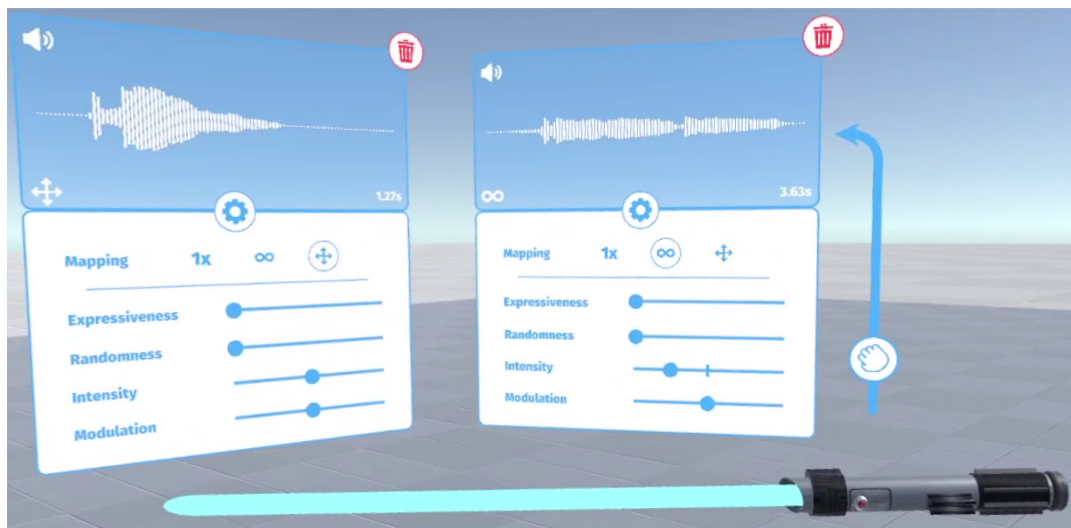 1.27s
Mapping 1x ∞
Expressiveness
Randomness
Intensity
Modulation
3.63s
Mapping 1x ∞
Expressiveness
Randomness
Intensity
Modulation